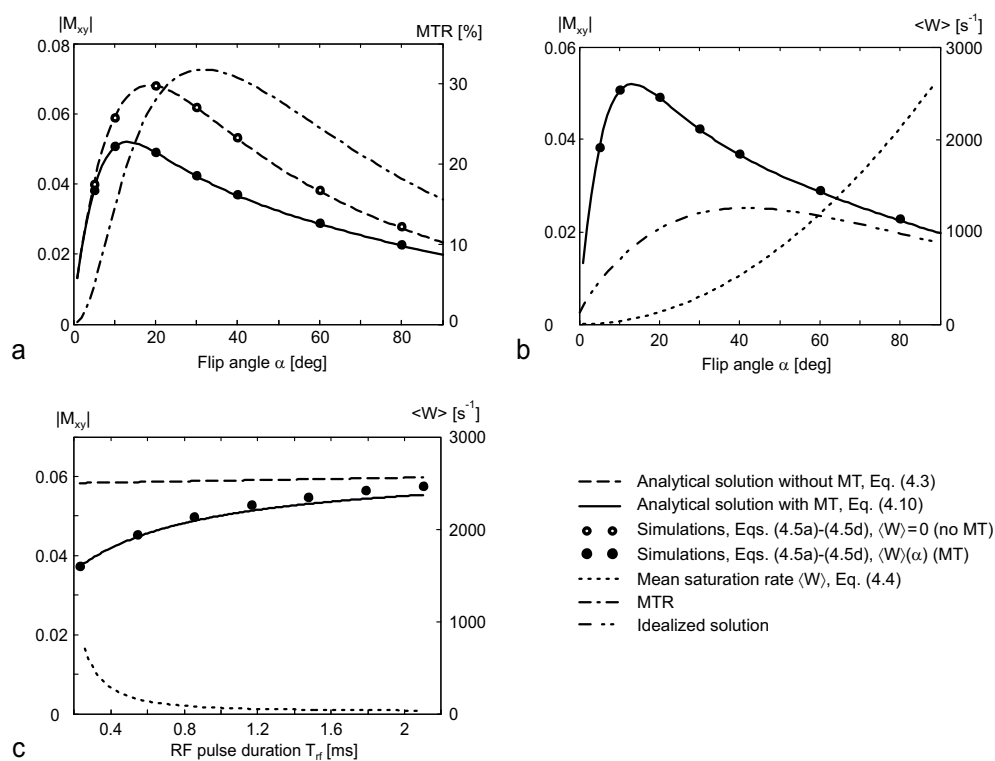 |M_xy|
MTR [%]
0.08
0.06
0.04
0.02
0
30
20
10
0
0 20 40 60 80
Flip angle α [deg]
a
|M_xy|
<W> [s⁻¹]
0.06
0.04
0.02
0
3000
2000
1000
0
0 20 40 60 80
Flip angle α [deg]
b
|M_xy|
<W> [s⁻¹]
0.06
0.04
0.02
0
3000
2000
1000
0
0.4 0.8 1.2 1.6 2
RF pulse duration T_rf [ms]
c
Analytical solution without MT, Eq. (4.3)
Analytical solution with MT, Eq. (4.10)
Simulations, Eqs. (4.5a)-(4.5d), ⟨W⟩=0 (no MT)
Simulations, Eqs. (4.5a)-(4.5d), ⟨W⟩(α) (MT)
Mean saturation rate ⟨W⟩, Eq. (4.4)
MTR
Idealized solution